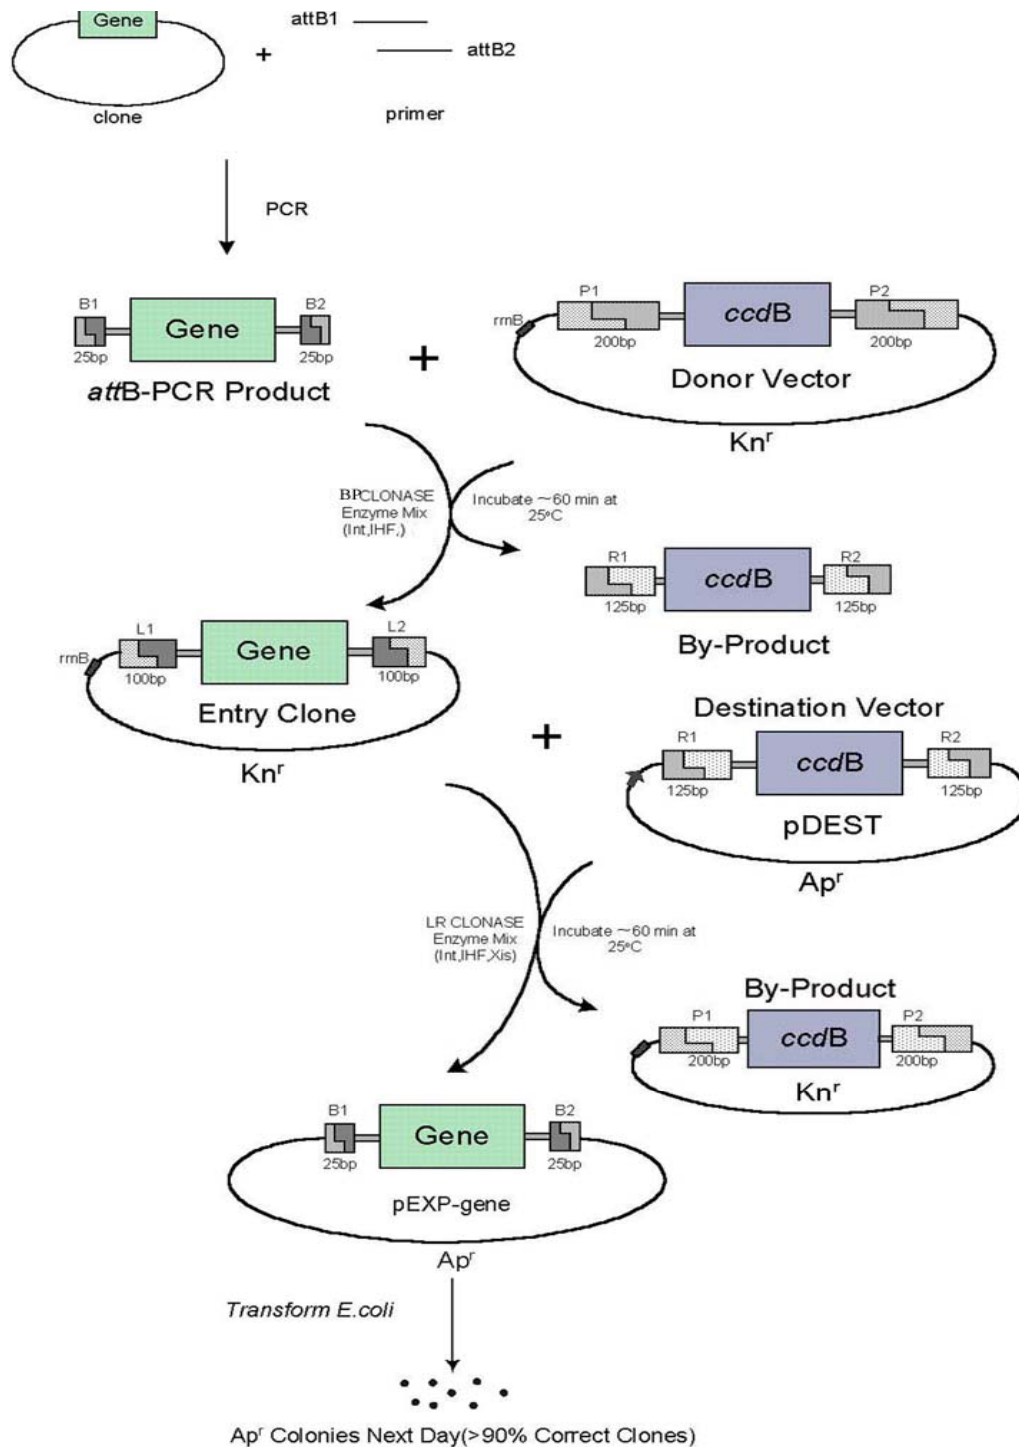 Gene
attB1
+
attB2
clone
primer
PCR
B1
B2
Gene
25bp
25bp
attB-PCR Product
+
P1
P2
rrnB
ccdB
200bp
200bp
Donor Vector
Knʳ
BPCLONASE
Enzyme Mix
(Int,IHF,)
Incubate ~60 min at
25°C
R1
R2
ccdB
125bp
125bp
By-Product
L1
L2
rrnB
Gene
100bp
100bp
Entry Clone
Knʳ
+
Destination Vector
R1
R2
ccdB
125bp
125bp
pDEST
Apʳ
LR CLONASE
Enzyme Mix
(Int,IHF,Xis)
Incubate ~60 min at
25°C
By-Product
P1
P2
ccdB
200bp
200bp
Knʳ
B1
B2
Gene
25bp
25bp
pEXP-gene
Apʳ
Transform E.coli
Apʳ Colonies Next Day(>90% Correct Clones)